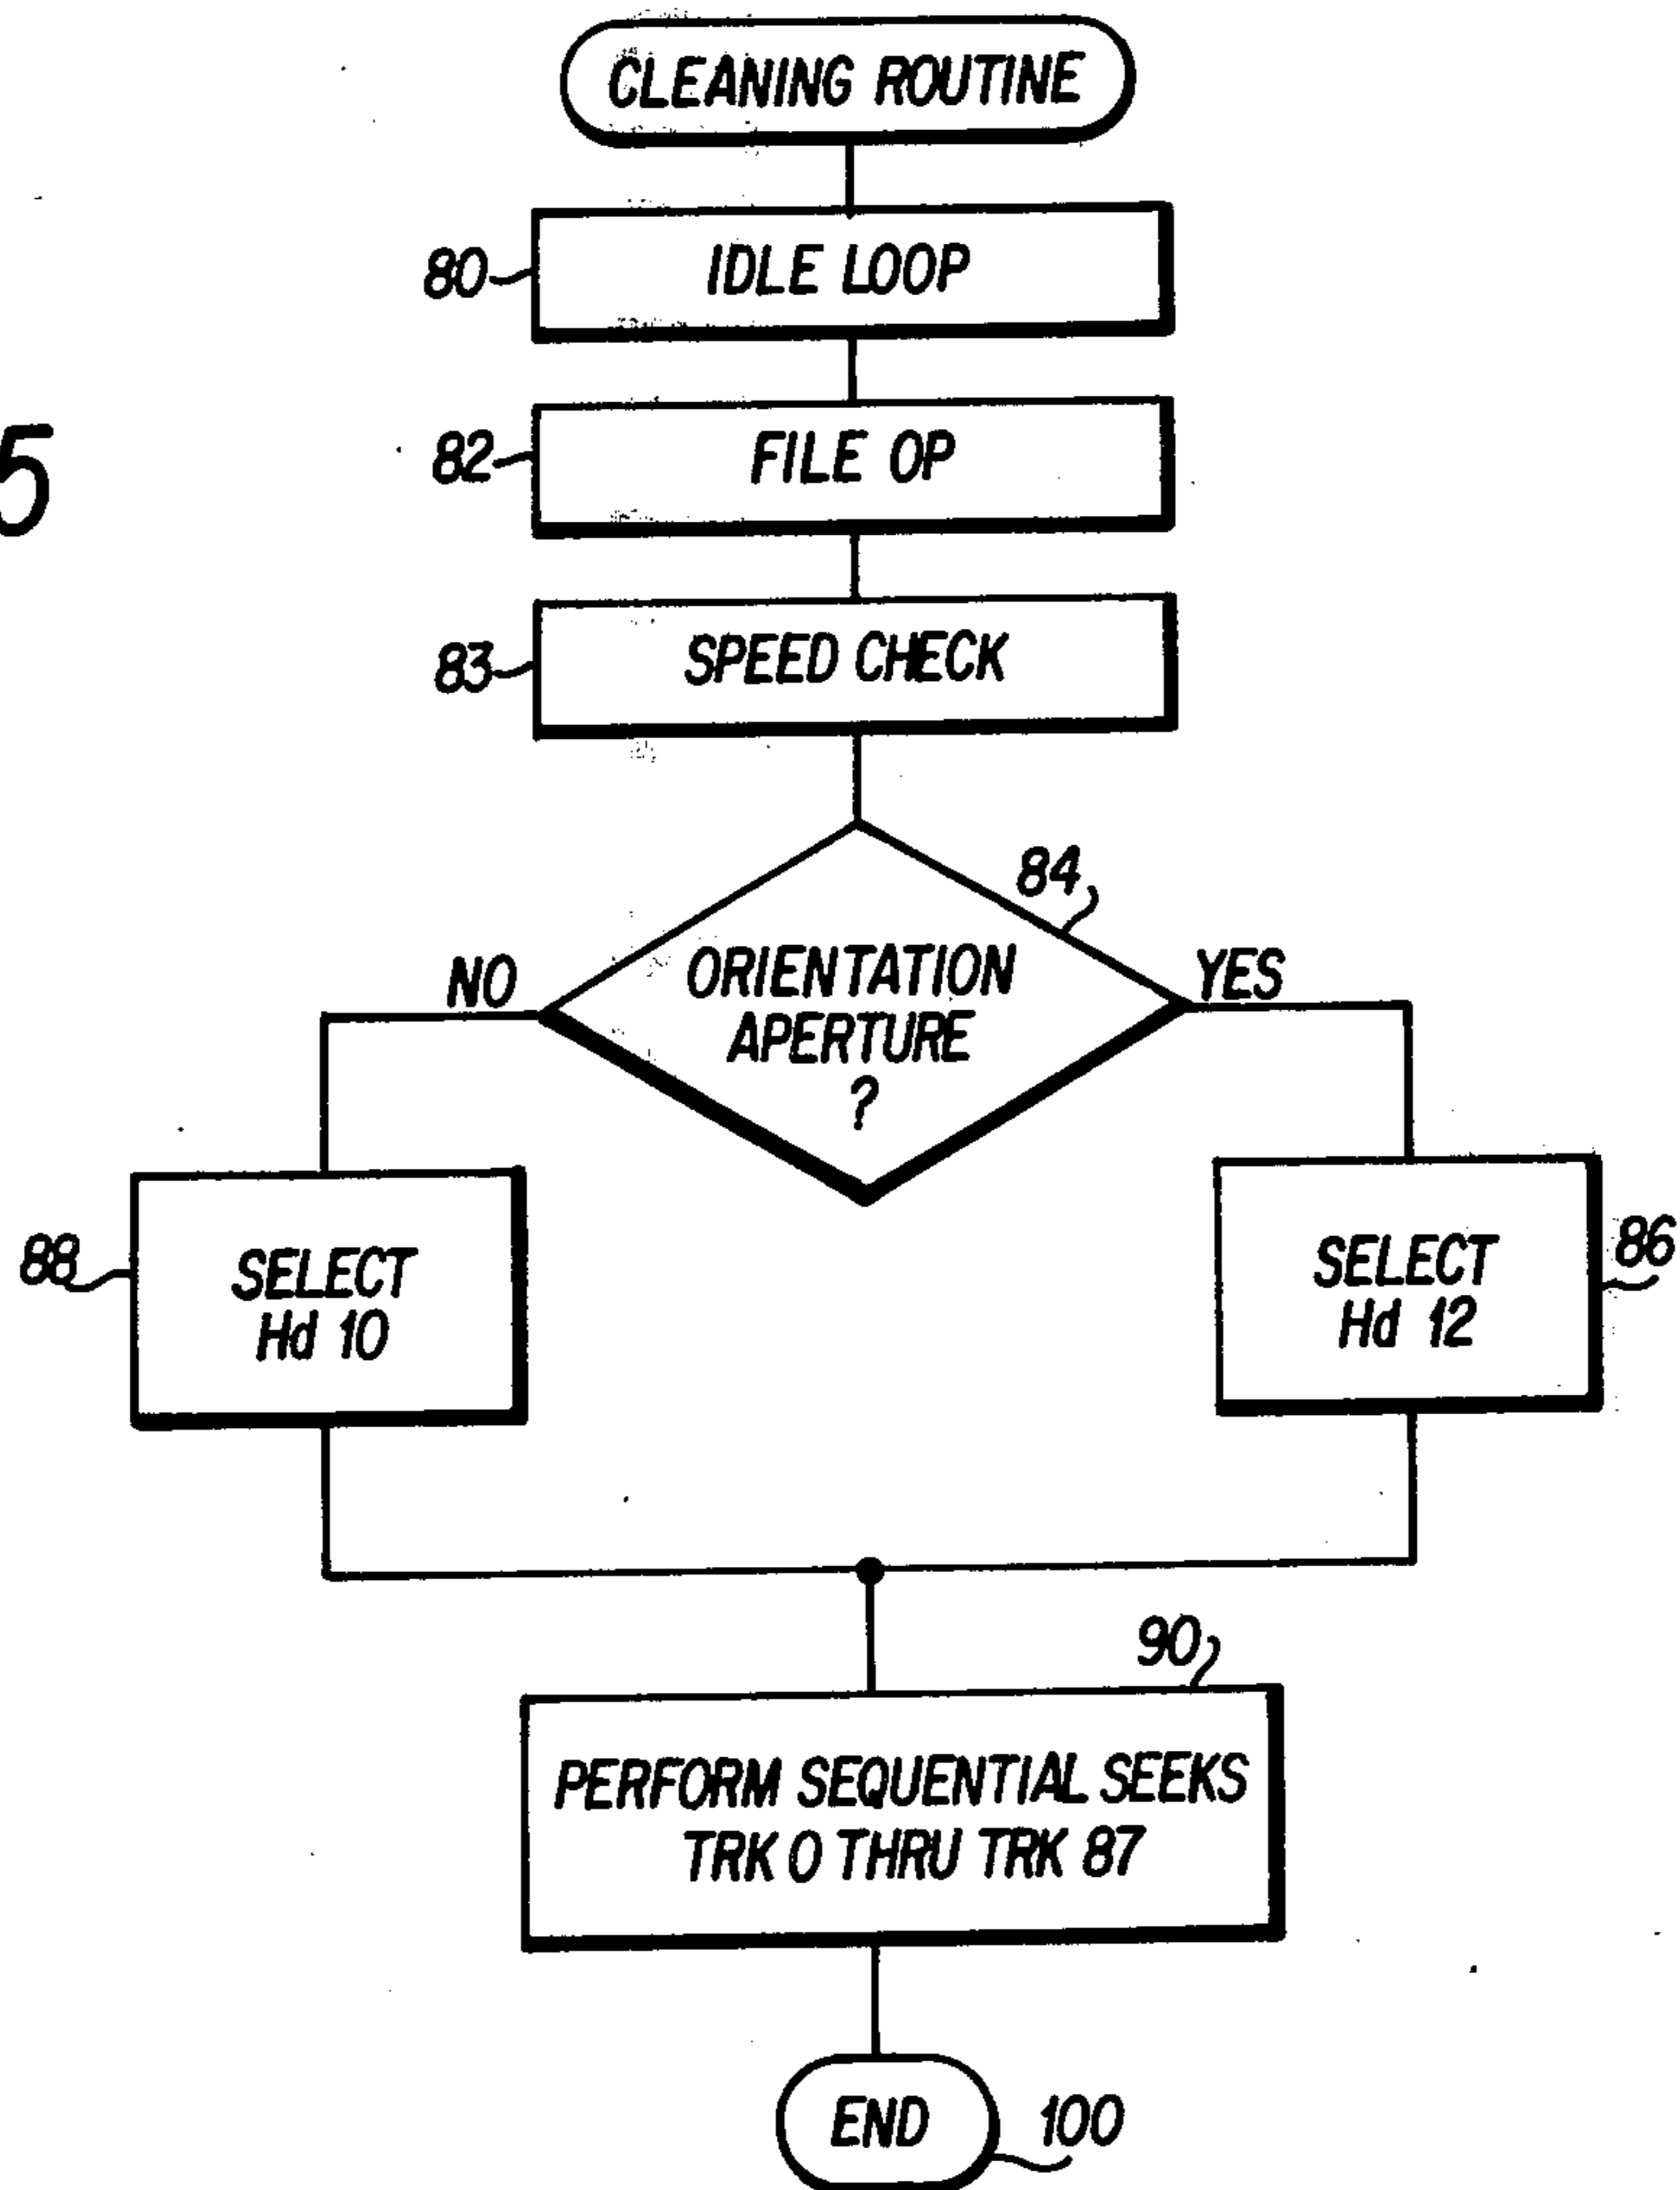 CLEANING ROUTINE
80
IDLE LOOP
5
82
FILE OP
83
SPEED CHECK
84
NO
ORIENTATION
APERTURE
?
YES
88
SELECT
Hd 10
SELECT
Hd 12
86
90
PERFORM SEQUENTIAL SEEKS
TRK 0 THRU TRK 87
END
100